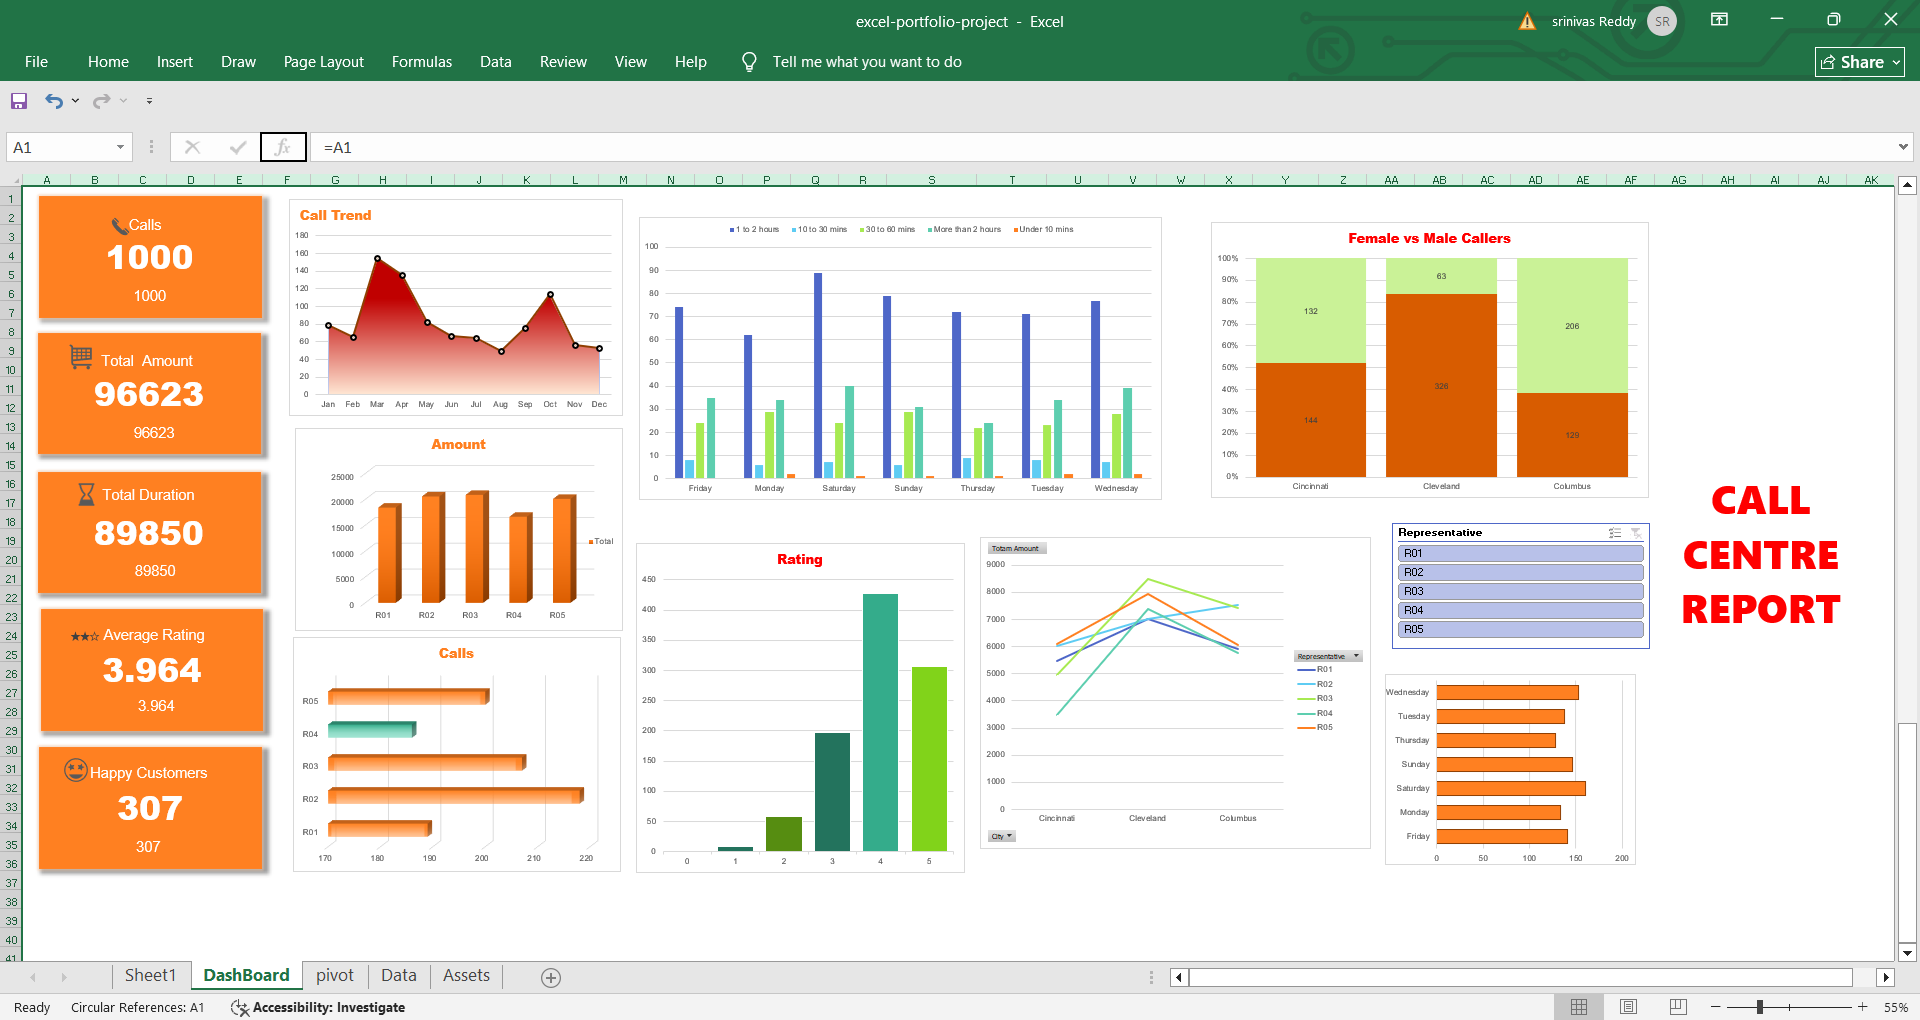 excel-portfolio-project - Excel
srinivas Reddy SR
File Home Insert Draw Page Layout Formulas Data Review View Help Tell me what you want to do Share
A1 fx =A1
A B C D E F G H I J K L M N O P Q R S T U V W X Y Z AA AB AC AD AE AF AG AH AI AJ AK
1
2
3
4
5
6
7
8
9
10
11
12
13
14
15
16
17
18
19
20
21
22
23
24
25
26
27
28
29
30
31
32
33
34
35
36
37
38
39
40
41
Calls
1000
1000
Total Amount
96623
96623
Total Duration
89850
89850
Average Rating
3.964
3.964
Happy Customers
307
307
Call Trend
180
160
140
120
100
80
60
40
20
0
Jan Feb Mar Apr May Jun Jul Aug Sep Oct Nov Dec
Amount
25000
20000
15000
10000
5000
0
R01 R02 R03 R04 R05
Total
Calls
R05
R04
R03
R02
R01
170 180 190 200 210 220
1 to 2 hours 10 to 30 mins 30 to 60 mins More than 2 hours Under 10 mins
100
90
80
70
60
50
40
30
20
10
0
Friday Monday Saturday Sunday Thursday Tuesday Wednesday
Rating
450
400
350
300
250
200
150
100
50
0
0 1 2 3 4 5
Totam Amount
9000
8000
7000
6000
5000
4000
3000
2000
1000
0
Cincinnati Cleveland Columbus
City
Representative
R01
R02
R03
R04
R05
Female vs Male Callers
100%
90%
80%
70%
60%
50%
40%
30%
20%
10%
0%
132 63 206
144 326 129
Cincinnati Cleveland Columbus
Representative
R01
R02
R03
R04
R05
CALL
CENTRE
REPORT
Wednesday
Tuesday
Thursday
Sunday
Saturday
Monday
Friday
0 50 100 150 200
Sheet1 DashBoard pivot Data Assets
Ready Circular References: A1 Accessibility: Investigate 55%